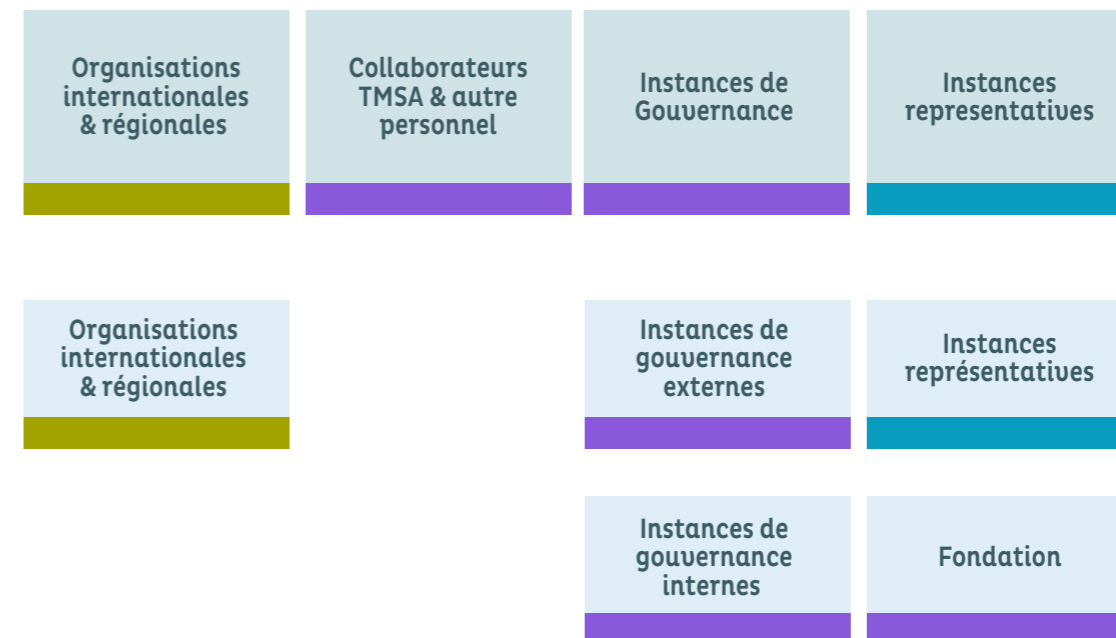 Organisations
internationales
& régionales
Collaborateurs
TMSA & autre
personnel
Instances de
Gouvernance
Instances
representatives
Organisations
internationales
& régionales
Instances de
gouvernance
externes
Instances
représentatives
Instances de
gouvernance
internes
Fondation